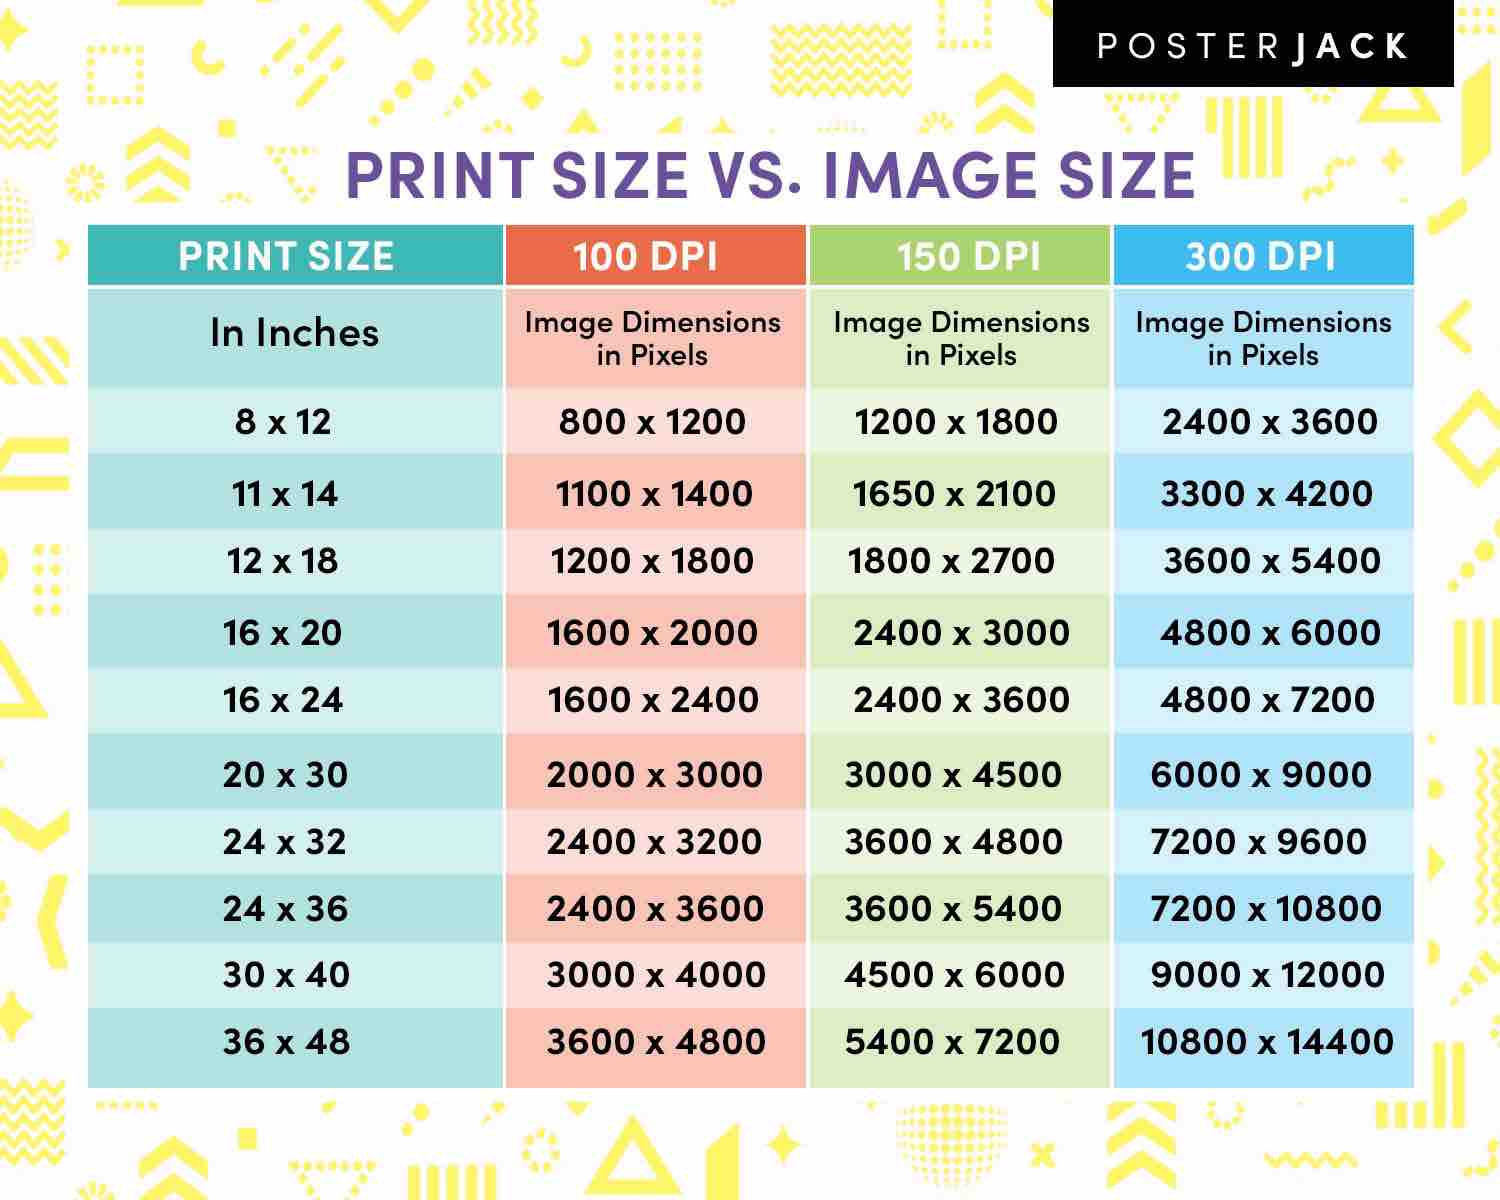 POSTERJACK
PRINT SIZE VS. IMAGE SIZE
PRINT SIZE 100 DPI 150 DPI 300 DPI
In Inches Image Dimensions in Pixels Image Dimensions in Pixels Image Dimensions in Pixels
8 x 12 800 x 1200 1200 x 1800 2400 x 3600
11 x 14 1100 x 1400 1650 x 2100 3300 x 4200
12 x 18 1200 x 1800 1800 x 2700 3600 x 5400
16 x 20 1600 x 2000 2400 x 3000 4800 x 6000
16 x 24 1600 x 2400 2400 x 3600 4800 x 7200
20 x 30 2000 x 3000 3000 x 4500 6000 x 9000
24 x 32 2400 x 3200 3600 x 4800 7200 x 9600
24 x 36 2400 x 3600 3600 x 5400 7200 x 10800
30 x 40 3000 x 4000 4500 x 6000 9000 x 12000
36 x 48 3600 x 4800 5400 x 7200 10800 x 14400